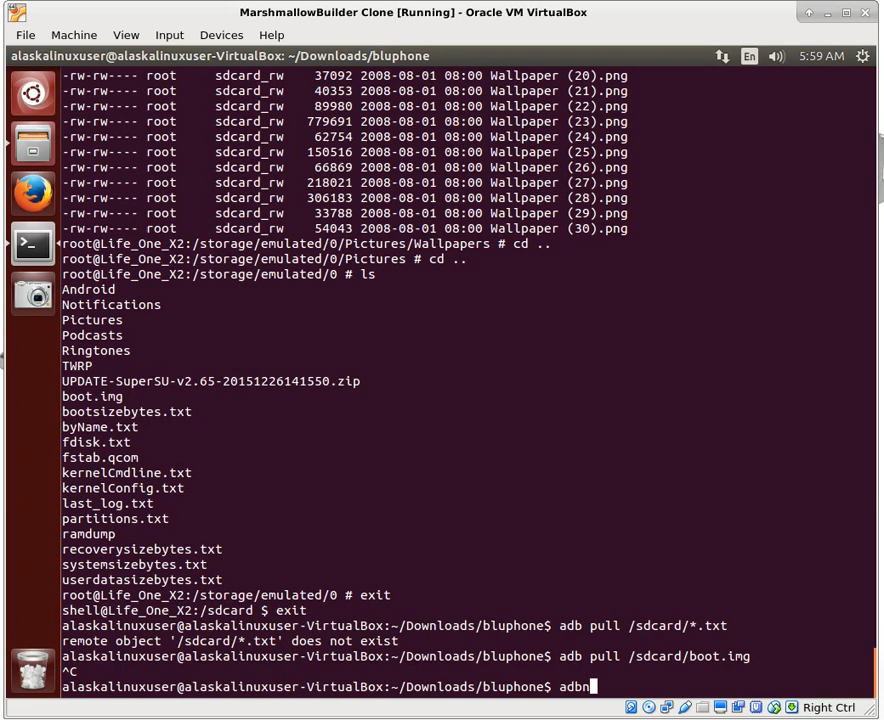 MarshmallowBuilder Clone [Running] - Oracle VM VirtualBox
File Machine View Input Devices Help
alaskalinuxuser@alaskalinuxuser-VirtualBox: ~/Downloads/bluphone En 5:59 AM
-rw-rw---- root sdcard_rw 37092 2008-08-01 08:00 Wallpaper (20).png
-rw-rw---- root sdcard_rw 40353 2008-08-01 08:00 Wallpaper (21).png
-rw-rw---- root sdcard_rw 89980 2008-08-01 08:00 Wallpaper (22).png
-rw-rw---- root sdcard_rw 779691 2008-08-01 08:00 Wallpaper (23).png
-rw-rw---- root sdcard_rw 62754 2008-08-01 08:00 Wallpaper (24).png
-rw-rw---- root sdcard_rw 150516 2008-08-01 08:00 Wallpaper (25).png
-rw-rw---- root sdcard_rw 66869 2008-08-01 08:00 Wallpaper (26).png
-rw-rw---- root sdcard_rw 218021 2008-08-01 08:00 Wallpaper (27).png
-rw-rw---- root sdcard_rw 306183 2008-08-01 08:00 Wallpaper (28).png
-rw-rw---- root sdcard_rw 33788 2008-08-01 08:00 Wallpaper (29).png
-rw-rw---- root sdcard_rw 54043 2008-08-01 08:00 Wallpaper (30).png
root@Life_One_X2:/storage/emulated/0/Pictures/Wallpapers # cd ..
root@Life_One_X2:/storage/emulated/0/Pictures # cd ..
root@Life_One_X2:/storage/emulated/0 # ls
Android
Notifications
Pictures
Podcasts
Ringtones
TWRP
UPDATE-SuperSU-v2.65-20151226141550.zip
boot.img
bootsizebytes.txt
byName.txt
fdisk.txt
fstab.qcom
kernelCmdline.txt
kernelConfig.txt
last_log.txt
partitions.txt
ramdump
recoverysizebytes.txt
systemsizebytes.txt
userdatasizebytes.txt
root@Life_One_X2:/storage/emulated/0 # exit
shell@Life_One_X2:/sdcard $ exit
alaskalinuxuser@alaskalinuxuser-VirtualBox:~/Downloads/bluphone$ adb pull /sdcard/*.txt
remote object '/sdcard/*.txt' does not exist
alaskalinuxuser@alaskalinuxuser-VirtualBox:~/Downloads/bluphone$ adb pull /sdcard/boot.img
^C
alaskalinuxuser@alaskalinuxuser-VirtualBox:~/Downloads/bluphone$ adbn
Right Ctrl